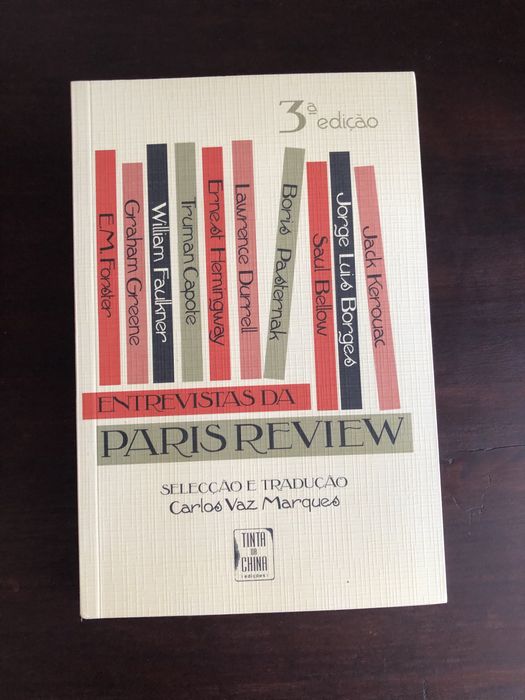 3ª edição
E.M. Forster
Graham Greene
William Faulkner
Truman Capote
Ernest Hemingway
Lawrence Durrell
Boris Pasternak
Saul Bellow
Jorge Luis Borges
Jack Kerouac
ENTREVISTAS DA
PARIS REVIEW
SELECÇÃO E TRADUÇÃO
Carlos Vaz Marques
TINTA
DA
CHINA
|edições|